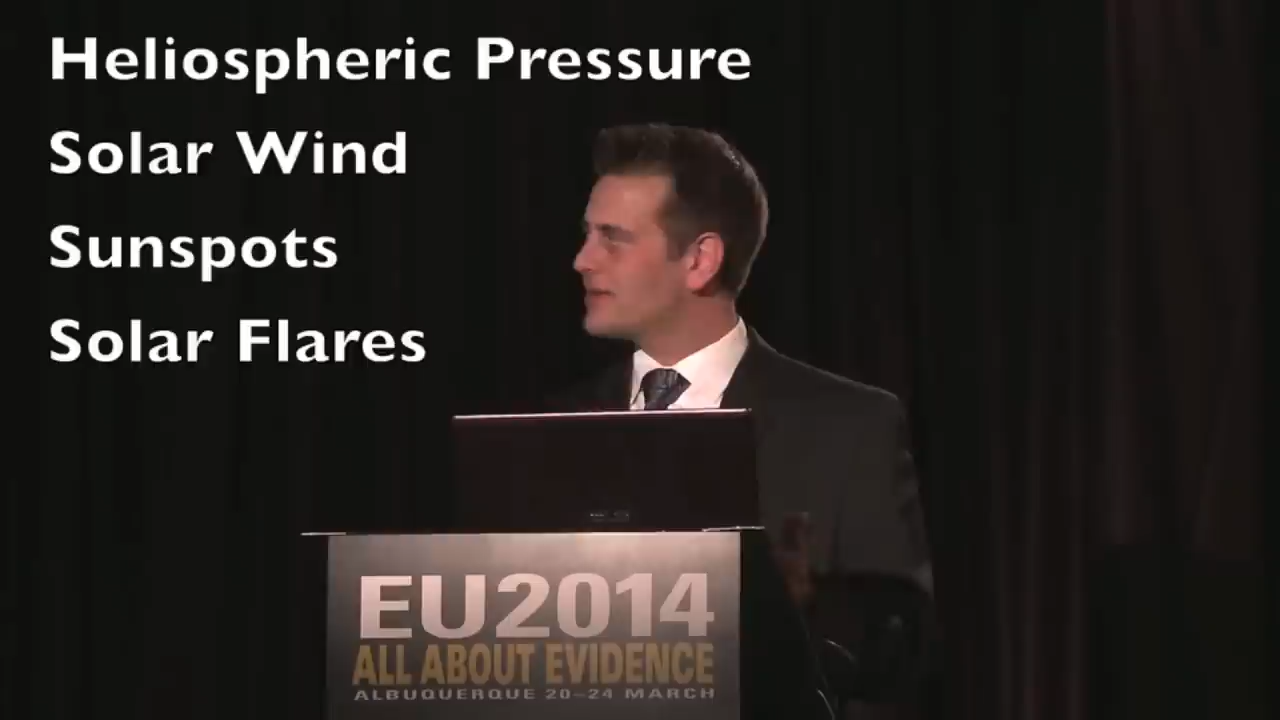 Heliospheric Pressure
Solar Wind
Sunspots
Solar Flares
EU2014
ALL ABOUT EVIDENCE
ALBUQUERQUE 20–24 MARCH